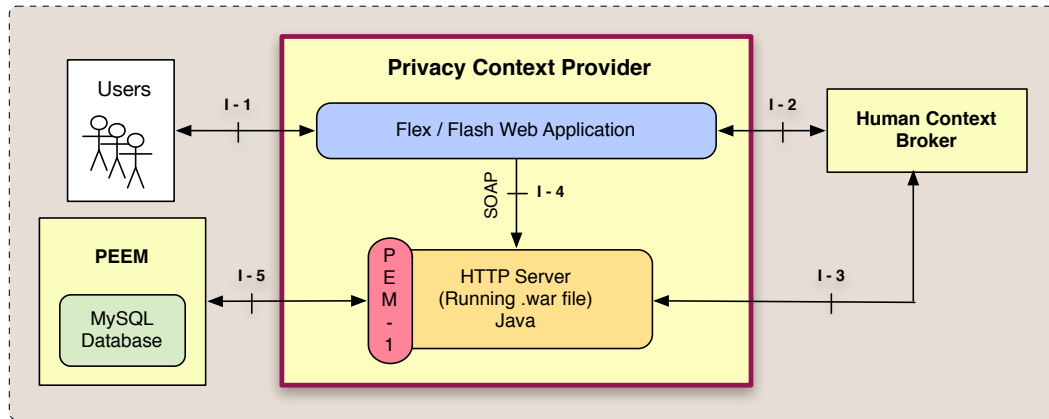 Privacy Context Provider
Users
I - 1
Flex / Flash Web Application
I - 2
Human Context
Broker
SOAP
I - 4
PEEM
MySQL
Database
I - 5
P
E
M
-
1
HTTP Server
(Running .war file)
Java
I - 3